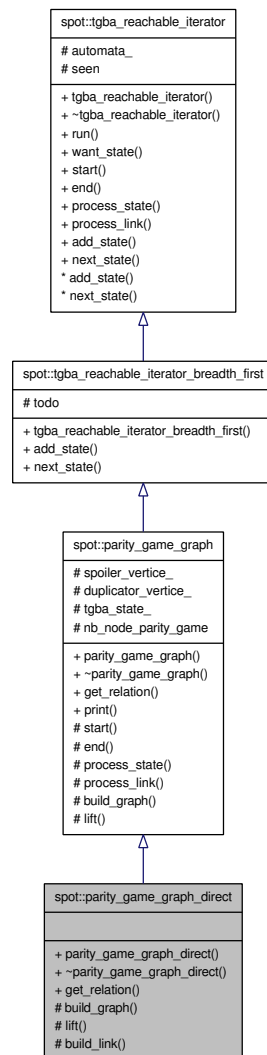 spot::tgba_reachable_iterator
# automata_
# seen
+ tgba_reachable_iterator()
+ ~tgba_reachable_iterator()
+ run()
+ want_state()
+ start()
+ end()
+ process_state()
+ process_link()
+ add_state()
+ next_state()
* add_state()
* next_state()
spot::tgba_reachable_iterator_breadth_first
# todo
+ tgba_reachable_iterator_breadth_first()
+ add_state()
+ next_state()
spot::parity_game_graph
# spoiler_vertice_
# duplicator_vertice_
# tgba_state_
# nb_node_parity_game
+ parity_game_graph()
+ ~parity_game_graph()
+ get_relation()
+ print()
# start()
# end()
# process_state()
# process_link()
# build_graph()
# lift()
spot::parity_game_graph_direct
+ parity_game_graph_direct()
+ ~parity_game_graph_direct()
+ get_relation()
# build_graph()
# lift()
# build_link()